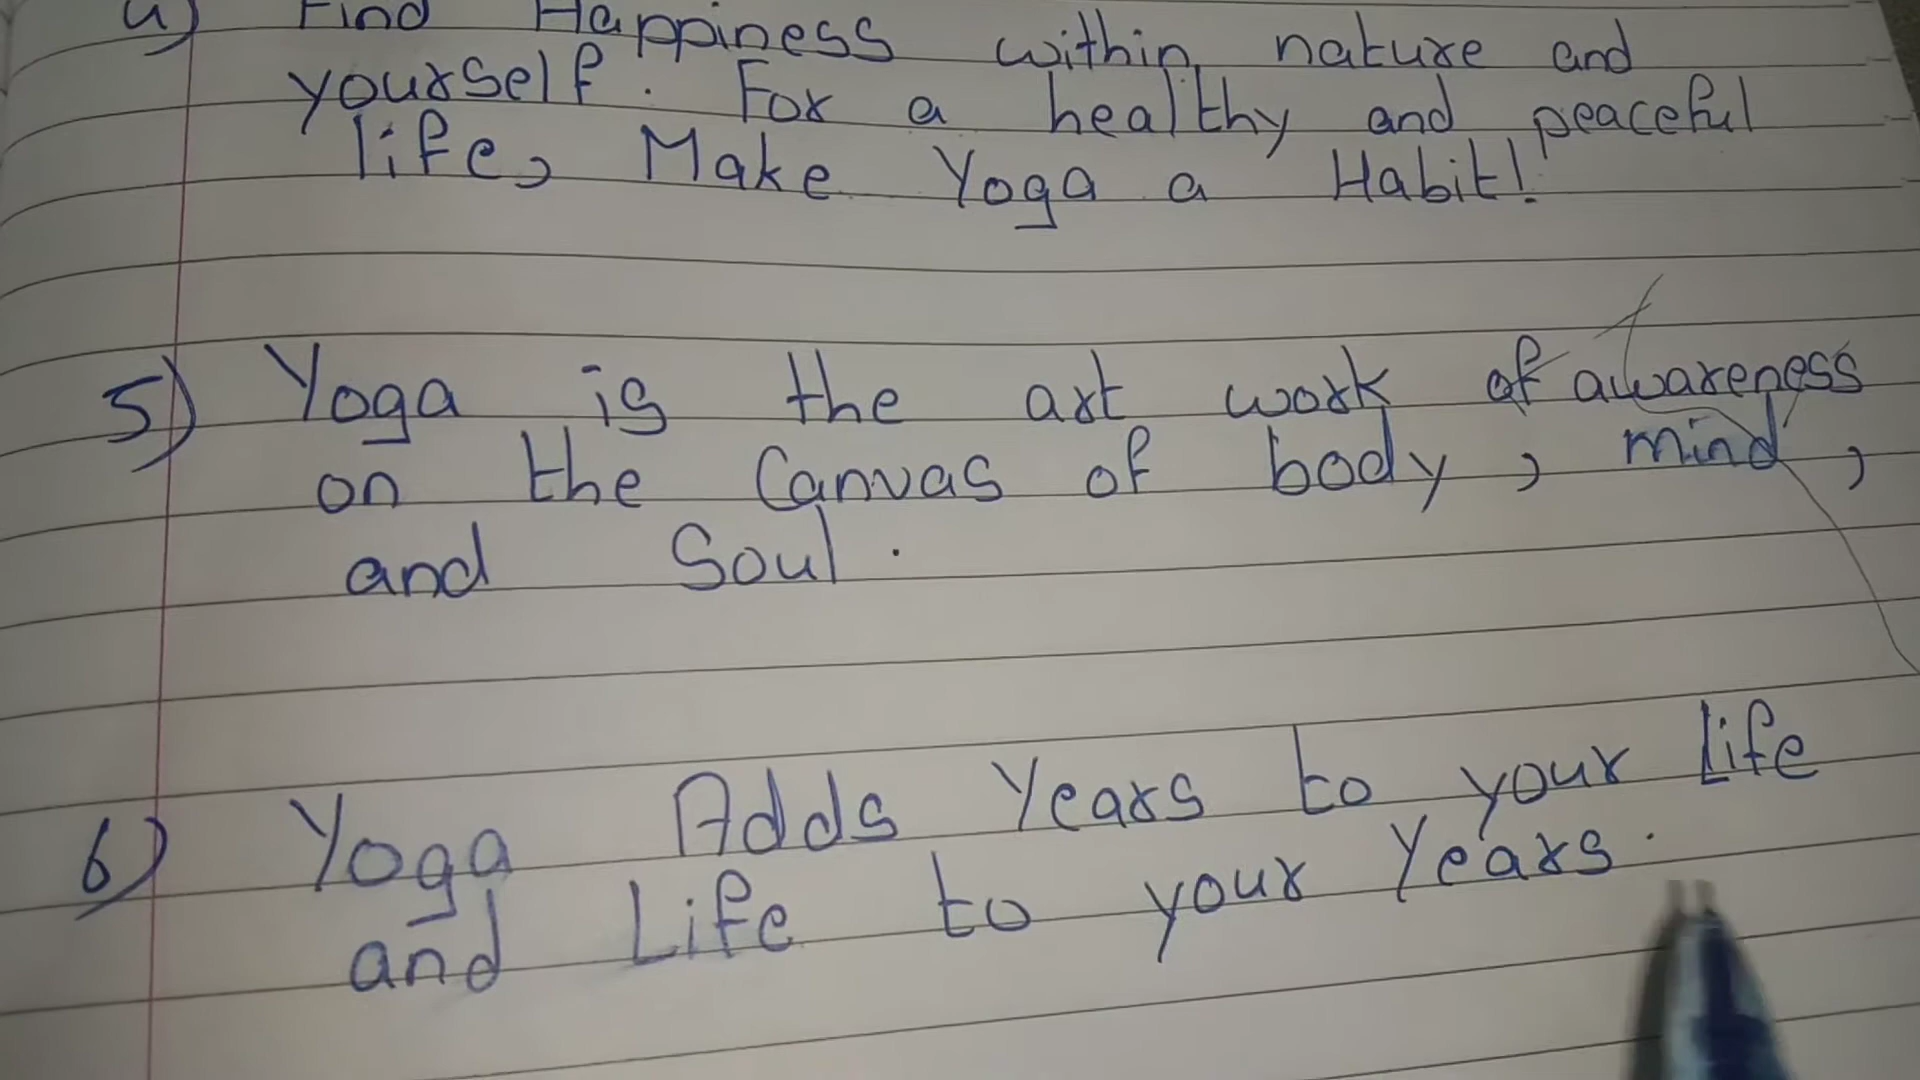 4) Find Happiness within nature and
yourself. For a healthy and peaceful
life, Make Yoga a Habit!
5) Yoga is the art work of awareness
on the Canvas of body, mind,
and Soul.
6) Yoga Adds Years to your Life
and Life to your Years.